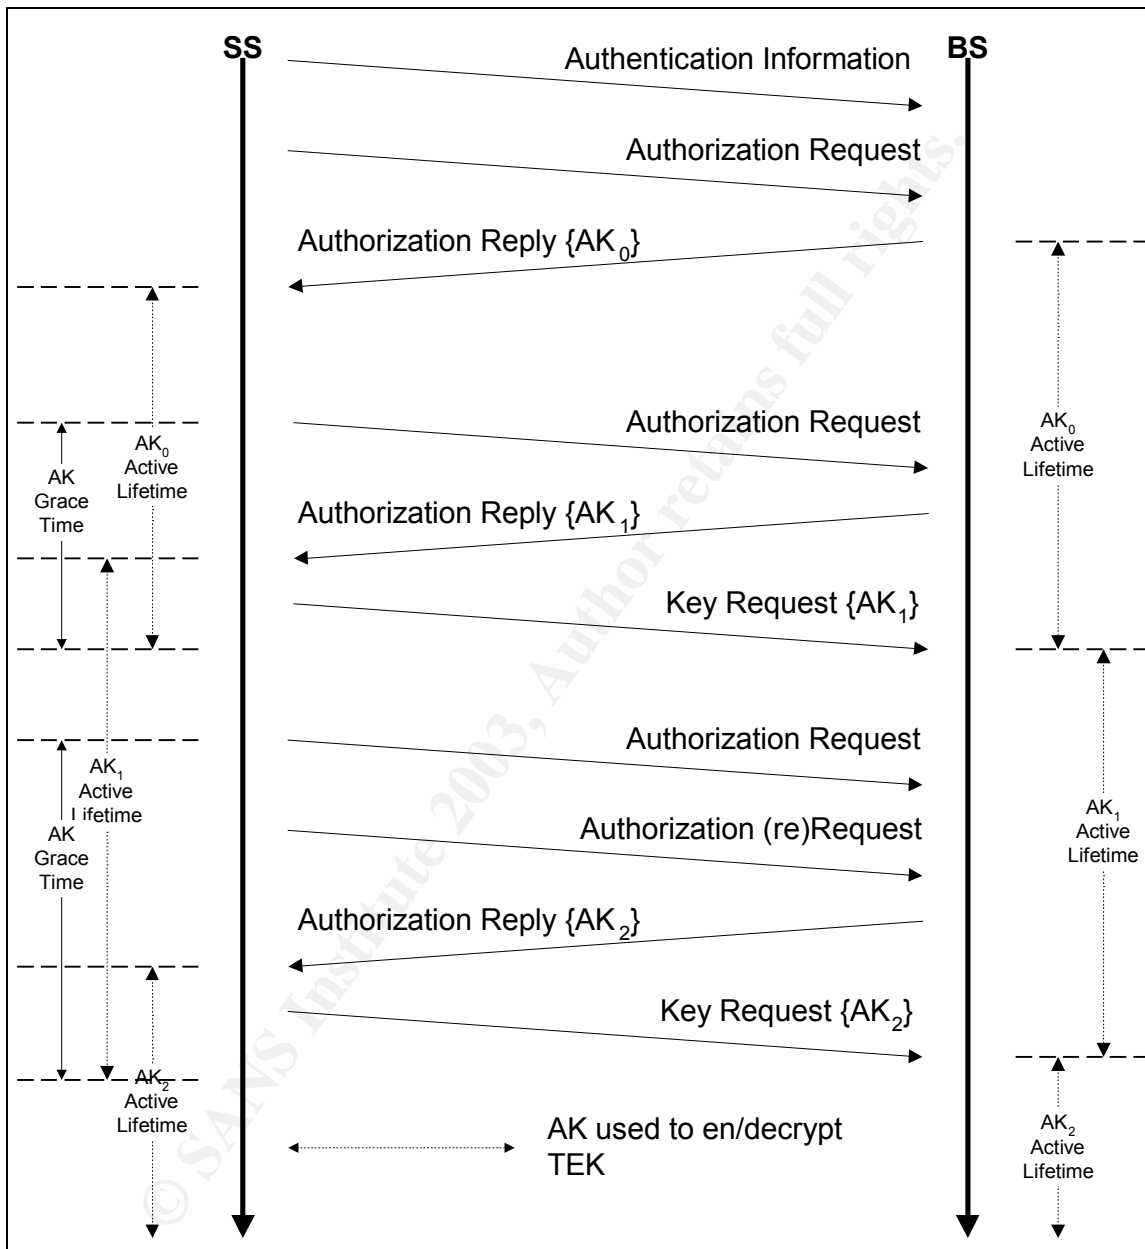 SS
BS
Authentication Information
Authorization Request
Authorization Reply {AK0}
Authorization Request
AK0
Active
Lifetime
AK
Grace
Time
AK0
Active
Lifetime
Authorization Reply {AK1}
Key Request {AK1}
Authorization Request
AK1
Active
Lifetime
AK
Grace
Time
AK1
Active
Lifetime
Authorization (re)Request
Authorization Reply {AK2}
Key Request {AK2}
AK2
Active
Lifetime
AK used to en/decrypt
TEK
AK2
Active
Lifetime
© SANS Institute 2003, Author retans full rights.